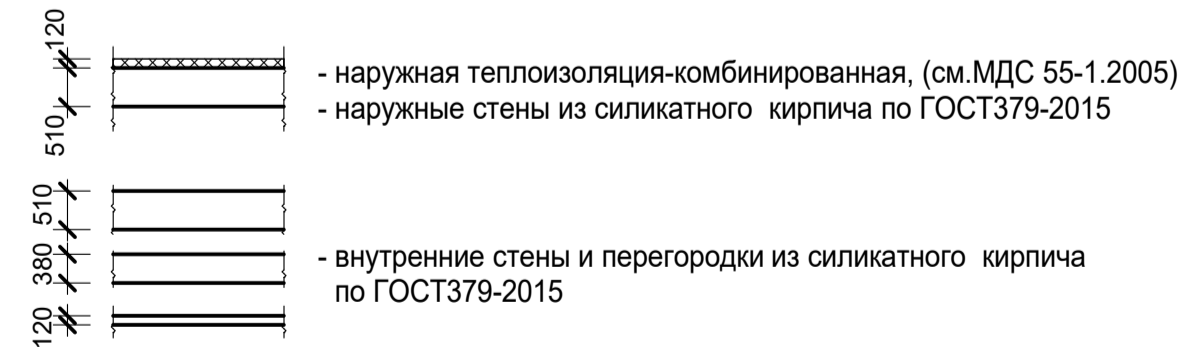 120
- наружная теплоизоляция-комбинированная, (см.МДС 55-1.2005)
510
- наружные стены из силикатного кирпича по ГОСТ379-2015
510
380
- внутренние стены и перегородки из силикатного кирпича
по ГОСТ379-2015
120